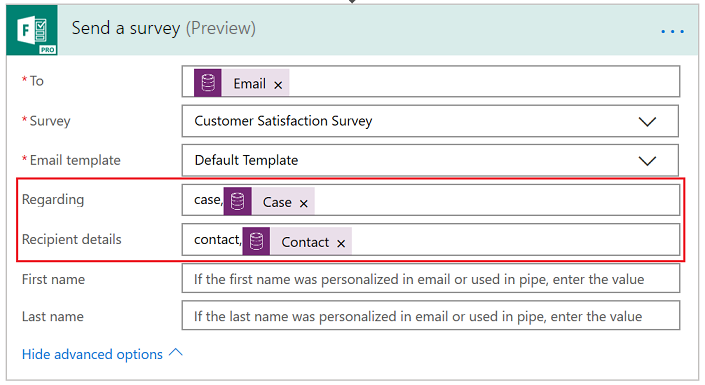 F
PRO
Send a survey (Preview)
...
* To
Email ×
* Survey
Customer Satisfaction Survey
* Email template
Default Template
Regarding
case, Case ×
Recipient details
contact, Contact ×
First name
If the first name was personalized in email or used in pipe, enter the value
Last name
If the last name was personalized in email or used in pipe, enter the value
Hide advanced options